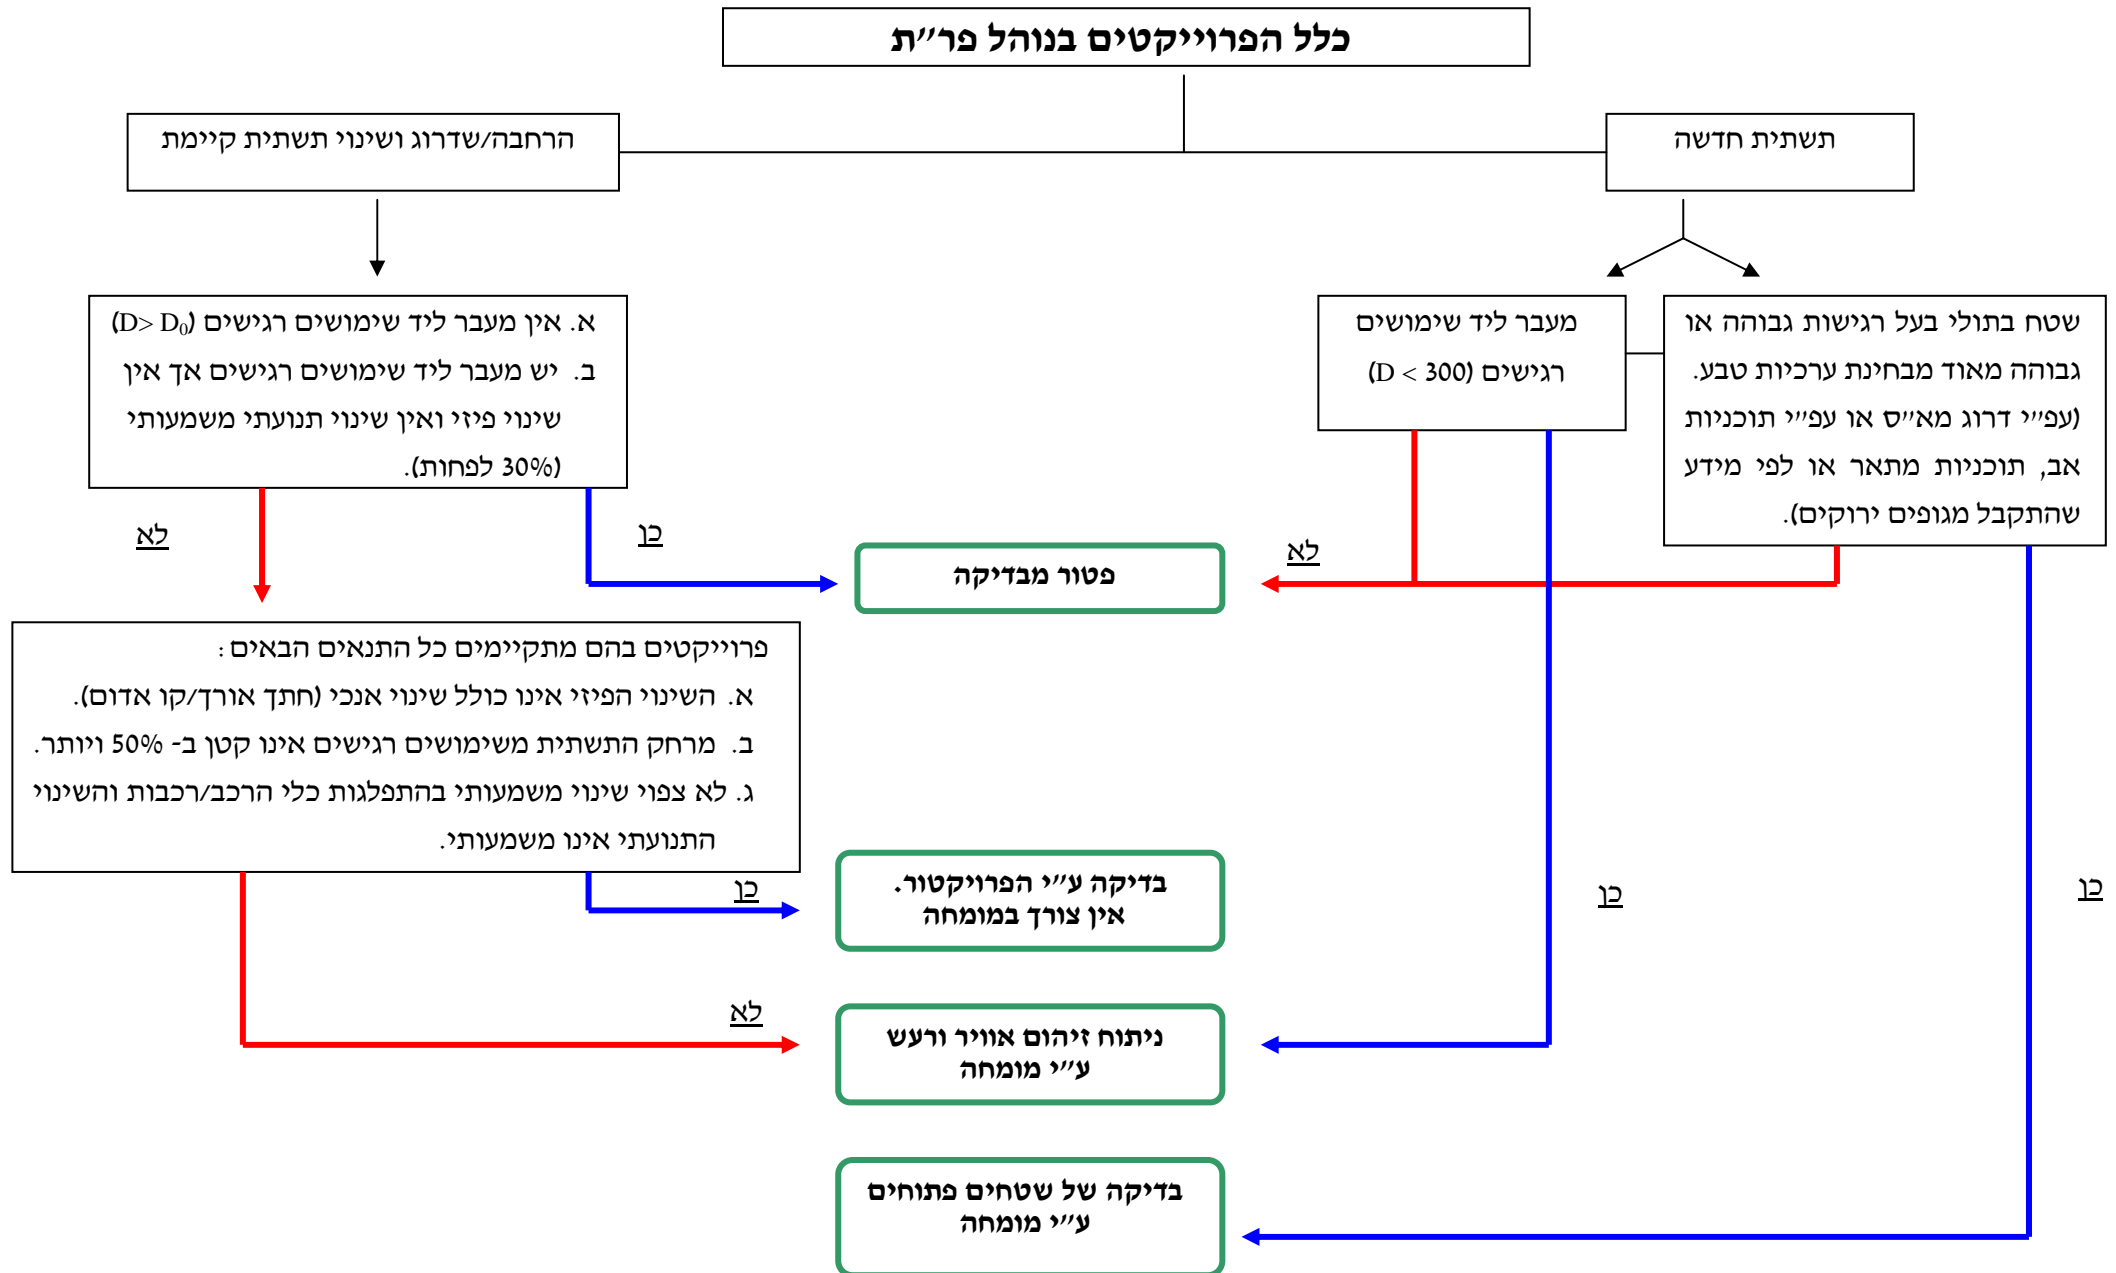 כלל הפרוייקטים בנוהל פר״ת
תשתית חדשה
הרחבה/שדרוג ושינוי תשתית קיימת
שטח בתולי בעל רגישות גבוהה או
גבוהה מאוד מבחינת ערכיות טבע.
(עפ״י דרוג מא״ס או עפ״י תוכניות
אב, תוכניות מתאר או לפי מידע
שהתקבל מגופים ירוקים).
מעבר ליד שימושים
רגישים (D < 300)
א. אין מעבר ליד שימושים רגישים (D> D₀)
ב. יש מעבר ליד שימושים רגישים אך אין
שינוי פיזי ואין שינוי תנועתי משמעותי
(30% לפחות).
לא
כן
לא
פטור מבדיקה
פרוייקטים בהם מתקיימים כל התנאים הבאים:
א. השינוי הפיזי אינו כולל שינוי אנכי (חתך אורך/קו אדום).
ב. מרחק התשתית משימושים רגישים אינו קטן ב- 50% ויותר.
ג. לא צפוי שינוי משמעותי בהתפלגות כלי הרכב/רכבות והשינוי
התנועתי אינו משמעותי.
כן
כן
כן
בדיקה ע״י הפרויקטור.
אין צורך במומחה
לא
ניתוח זיהום אוויר ורעש
ע״י מומחה
בדיקה של שטחים פתוחים
ע״י מומחה